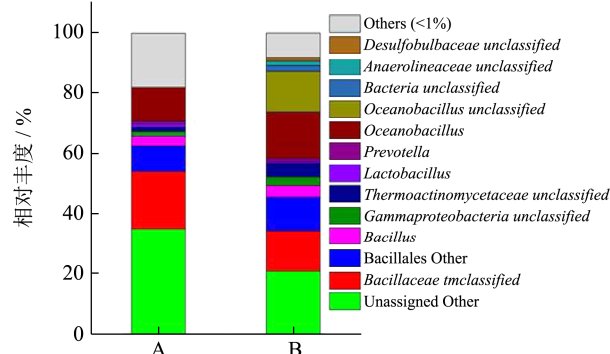 100
80
60
40
20
0
相对丰度 / %
A
B
Others (<1%)
Desulfobulbaceae unclassified
Anaerolineaceae unclassified
Bacteria unclassified
Oceanobacillus unclassified
Oceanobacillus
Prevotella
Lactobacillus
Thermoactinomycetaceae unclassified
Gammaproteobacteria unclassified
Bacillus
Bacillales Other
Bacillaceae tmclassified
Unassigned Other